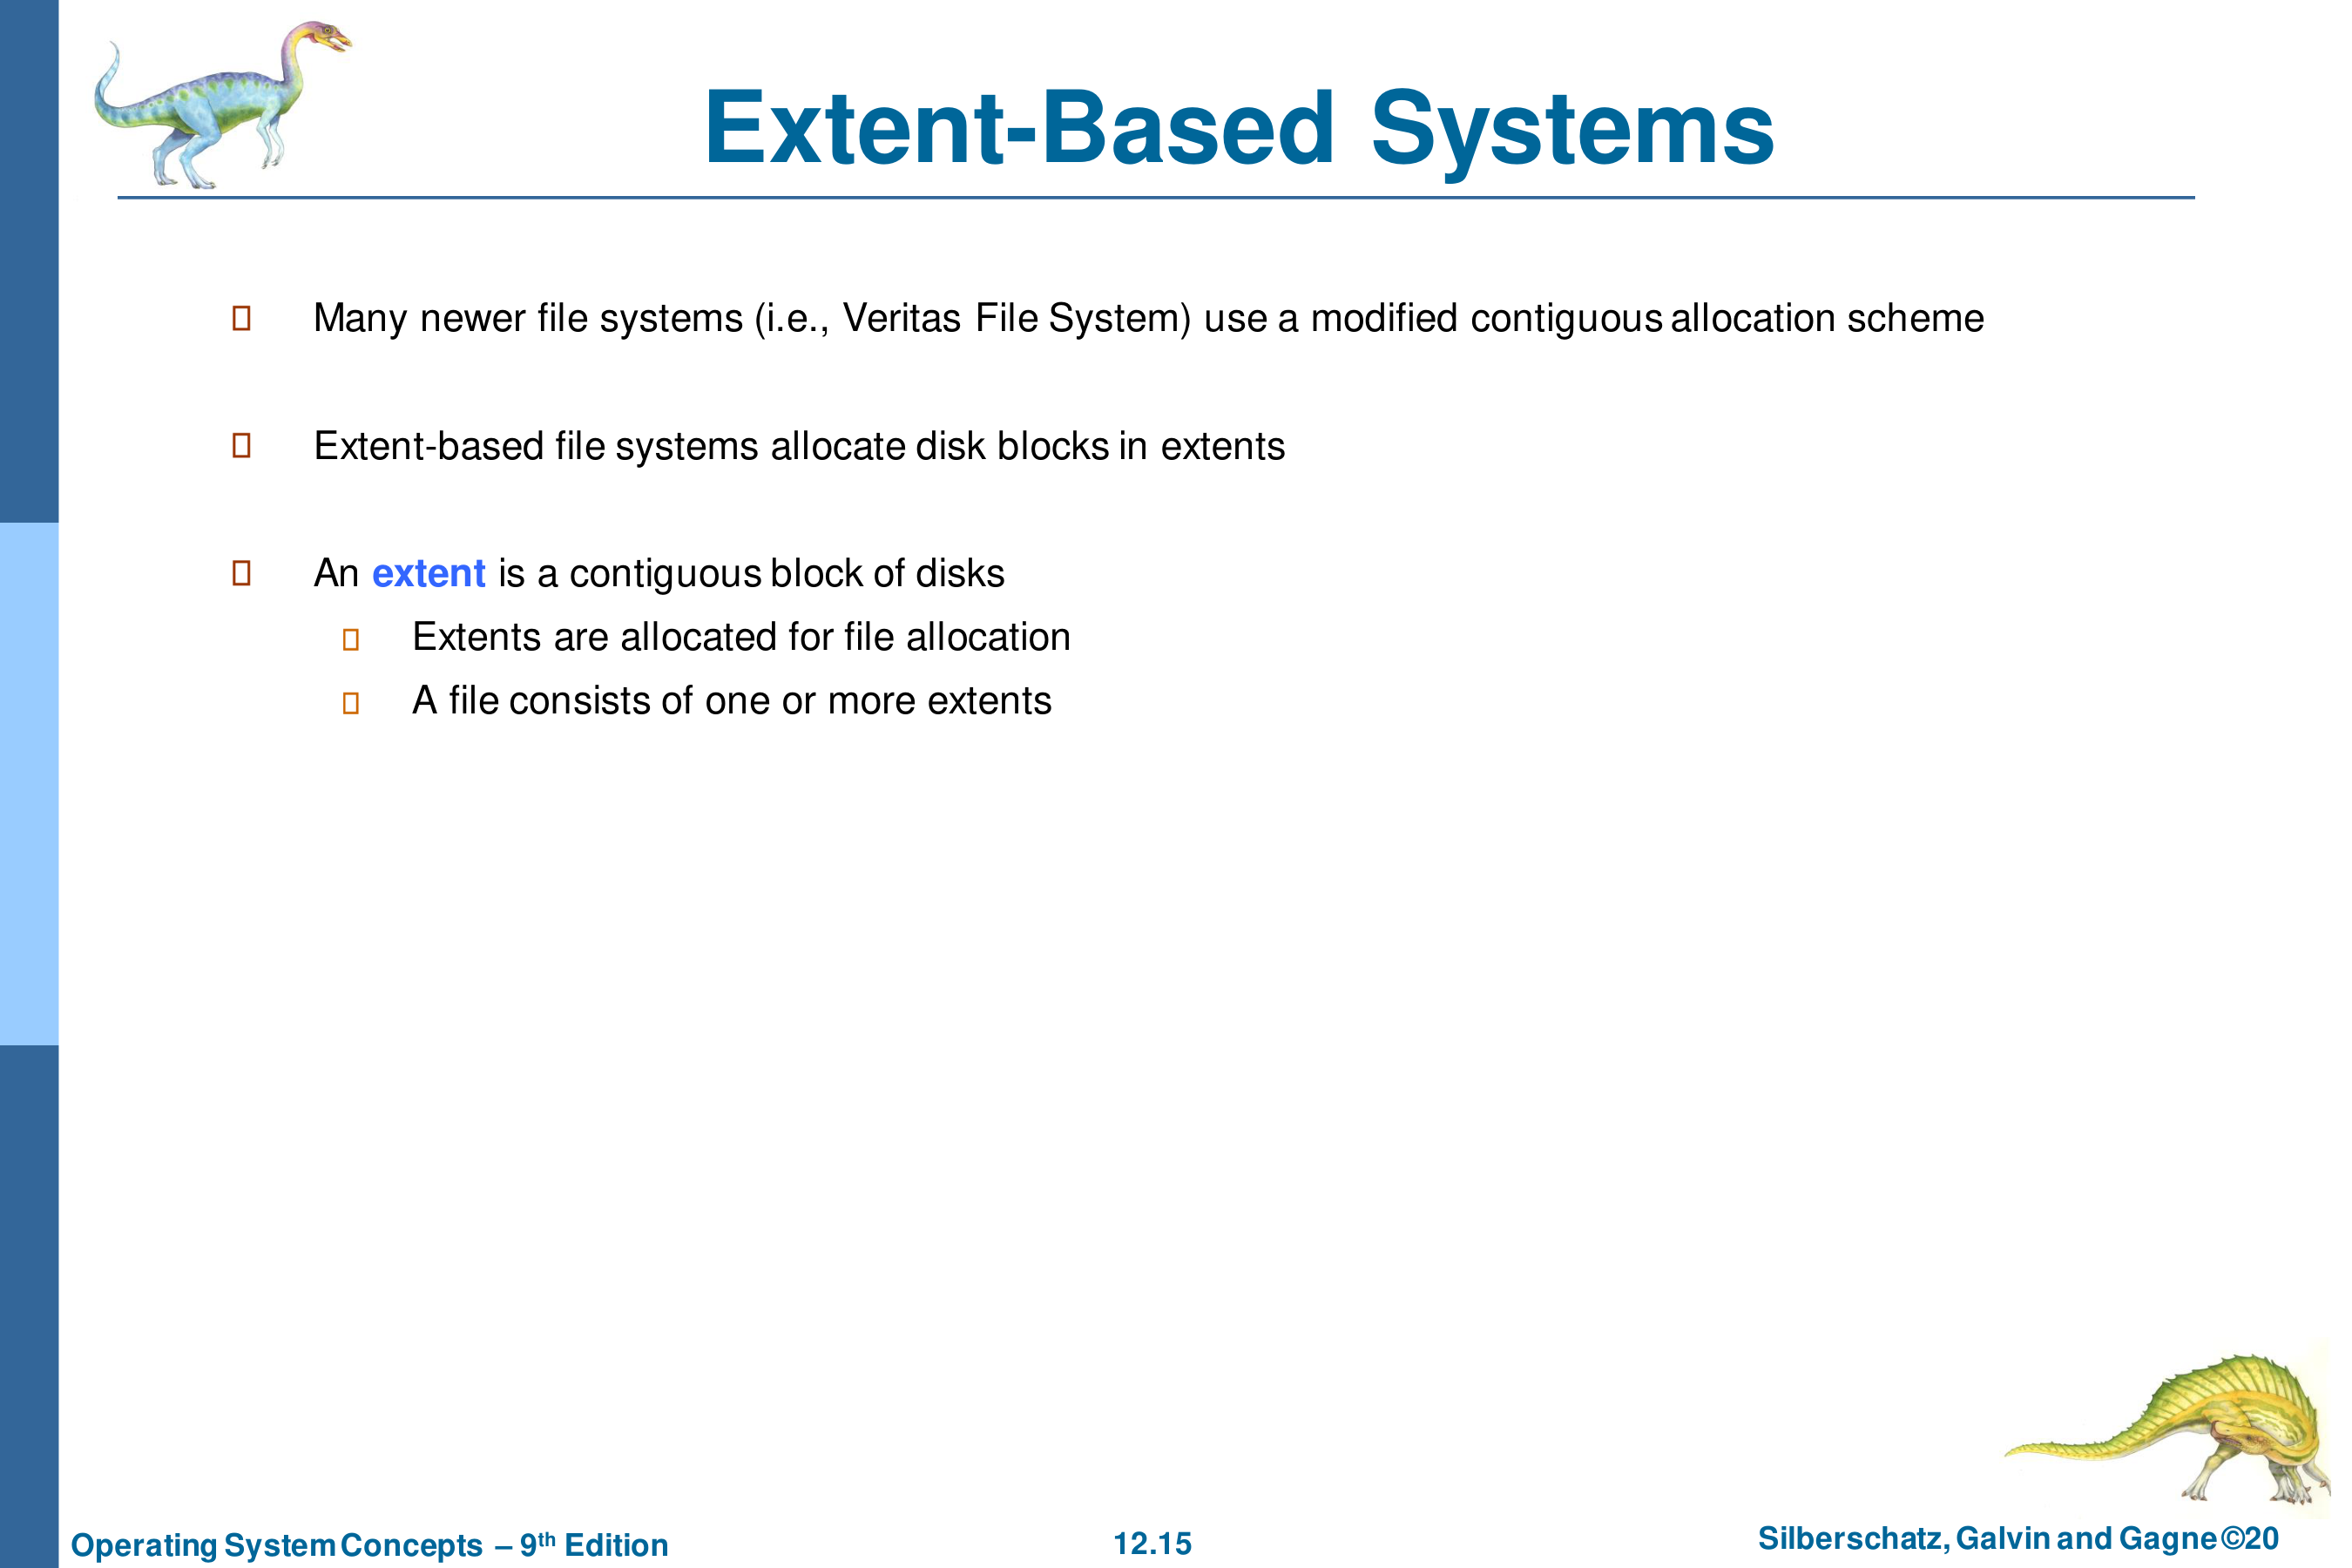 Extent-Based Systems
Many newer file systems (i.e., Veritas File System) use a modified contiguous allocation scheme
Extent-based file systems allocate disk blocks in extents
An extent is a contiguous block of disks
Extents are allocated for file allocation
A file consists of one or more extents
Operating System Concepts – 9th Edition
12.15
Silberschatz, Galvin and Gagne ©20